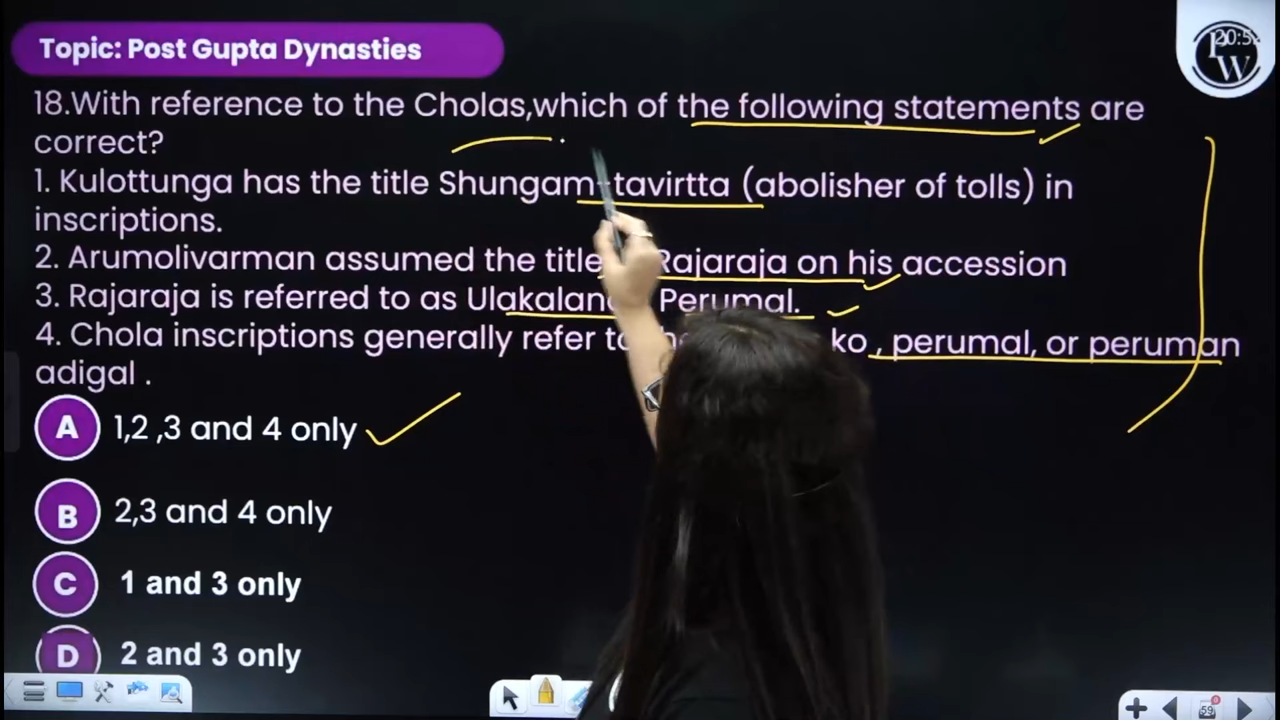 Topic: Post Gupta Dynasties
20:5
W
18.With reference to the Cholas,which of the following statements are
correct?
1. Kulottunga has the title Shungam-tavirtta (abolisher of tolls) in
inscriptions.
2. Arumolivarman assumed the title Rajaraja on his accession
3. Rajaraja is referred to as Perumal.
4. Chola inscriptions generally refer ko , perumal, or peruman
adigal .
A 1,2 ,3 and 4 only
B 2,3 and 4 only
C 1 and 3 only
D 2 and 3 only
59